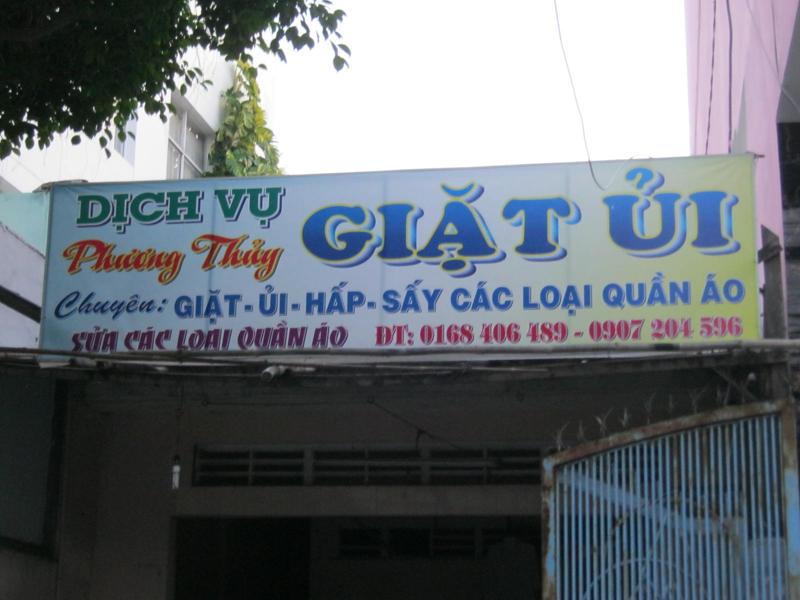 DỊCH VỤ
Phương Thủy
GIẶT ỦI
Chuyên: GIẶT - ỦI - HẤP - SẤY CÁC LOẠI QUẦN ÁO
SỬA CÁC LOẠI QUẦN ÁO ĐT: 0168 406 489 - 0907 204 596